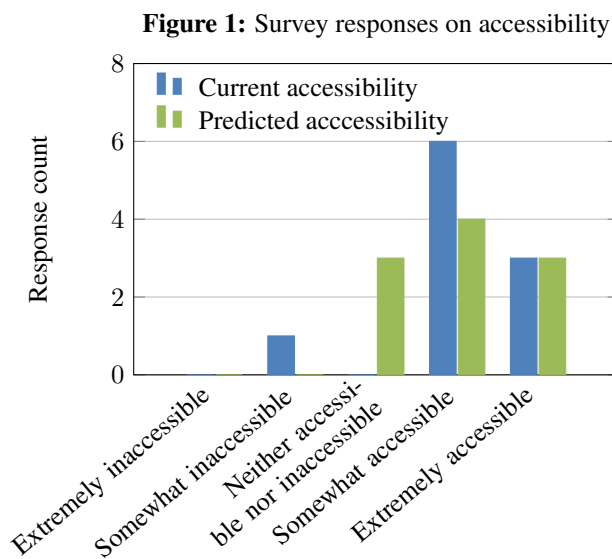 Figure 1: Survey responses on accessibility
8
6
4
2
0
Response count
Current accessibility
Predicted acccessibility
Extremely inaccessible
Somewhat inaccessible
Neither accessi-
ble nor inaccessible
Somewhat accessible
Extremely accessible